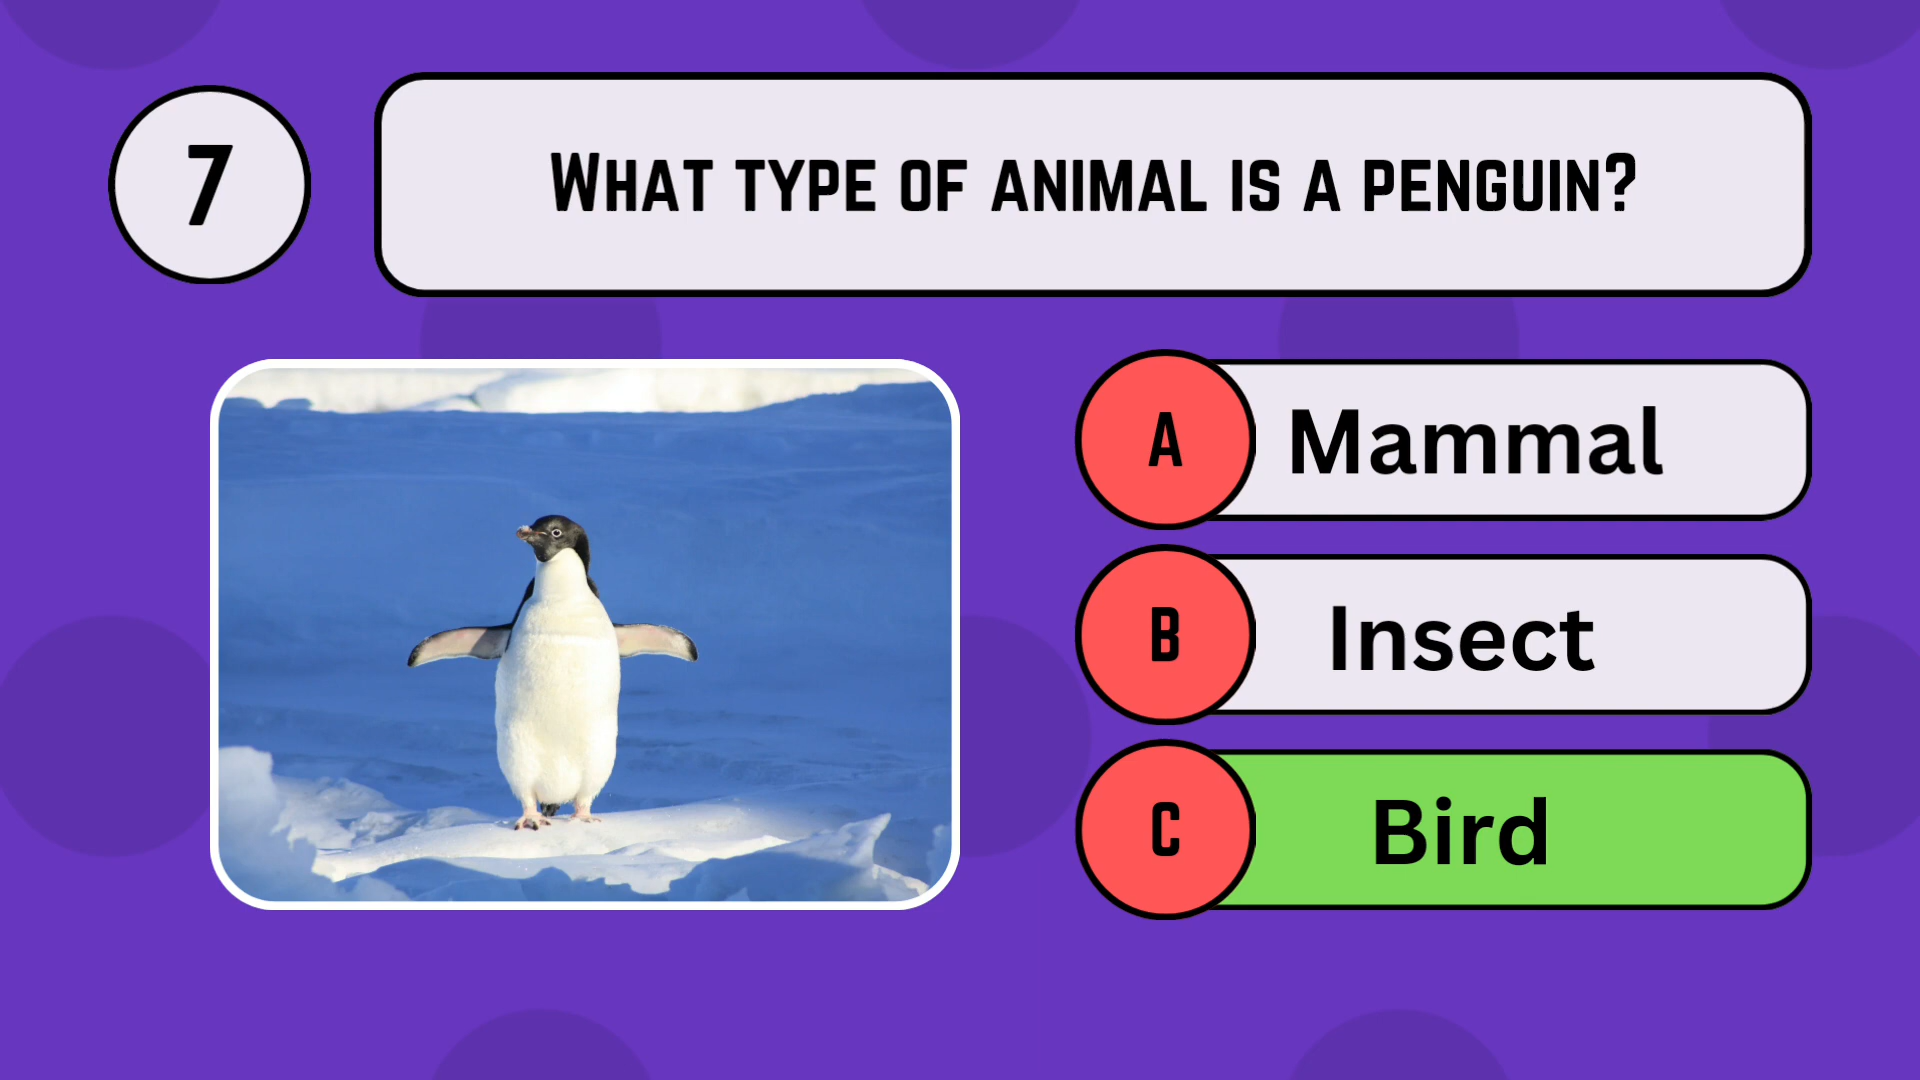 7
What type of animal is a penguin?
A
Mammal
B
Insect
C
Bird